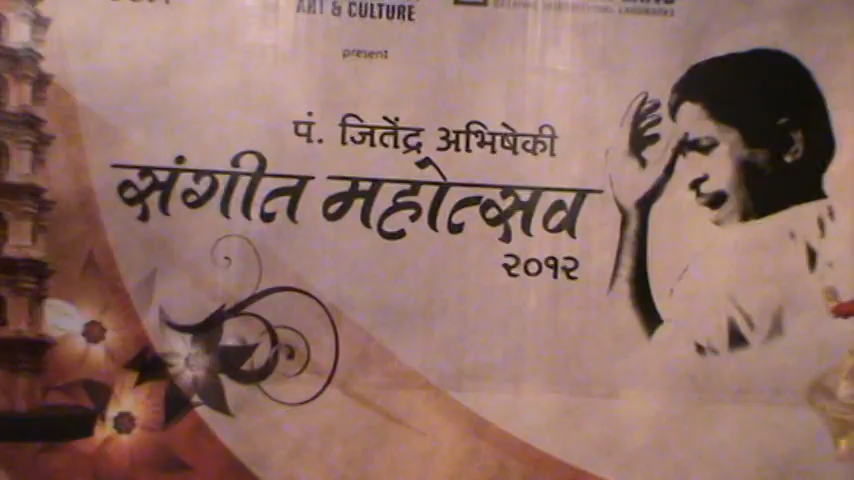 ART & CULTURE
present
पं. जितेंद्र अभिषेकी
संगीत महोत्सव
२०१२